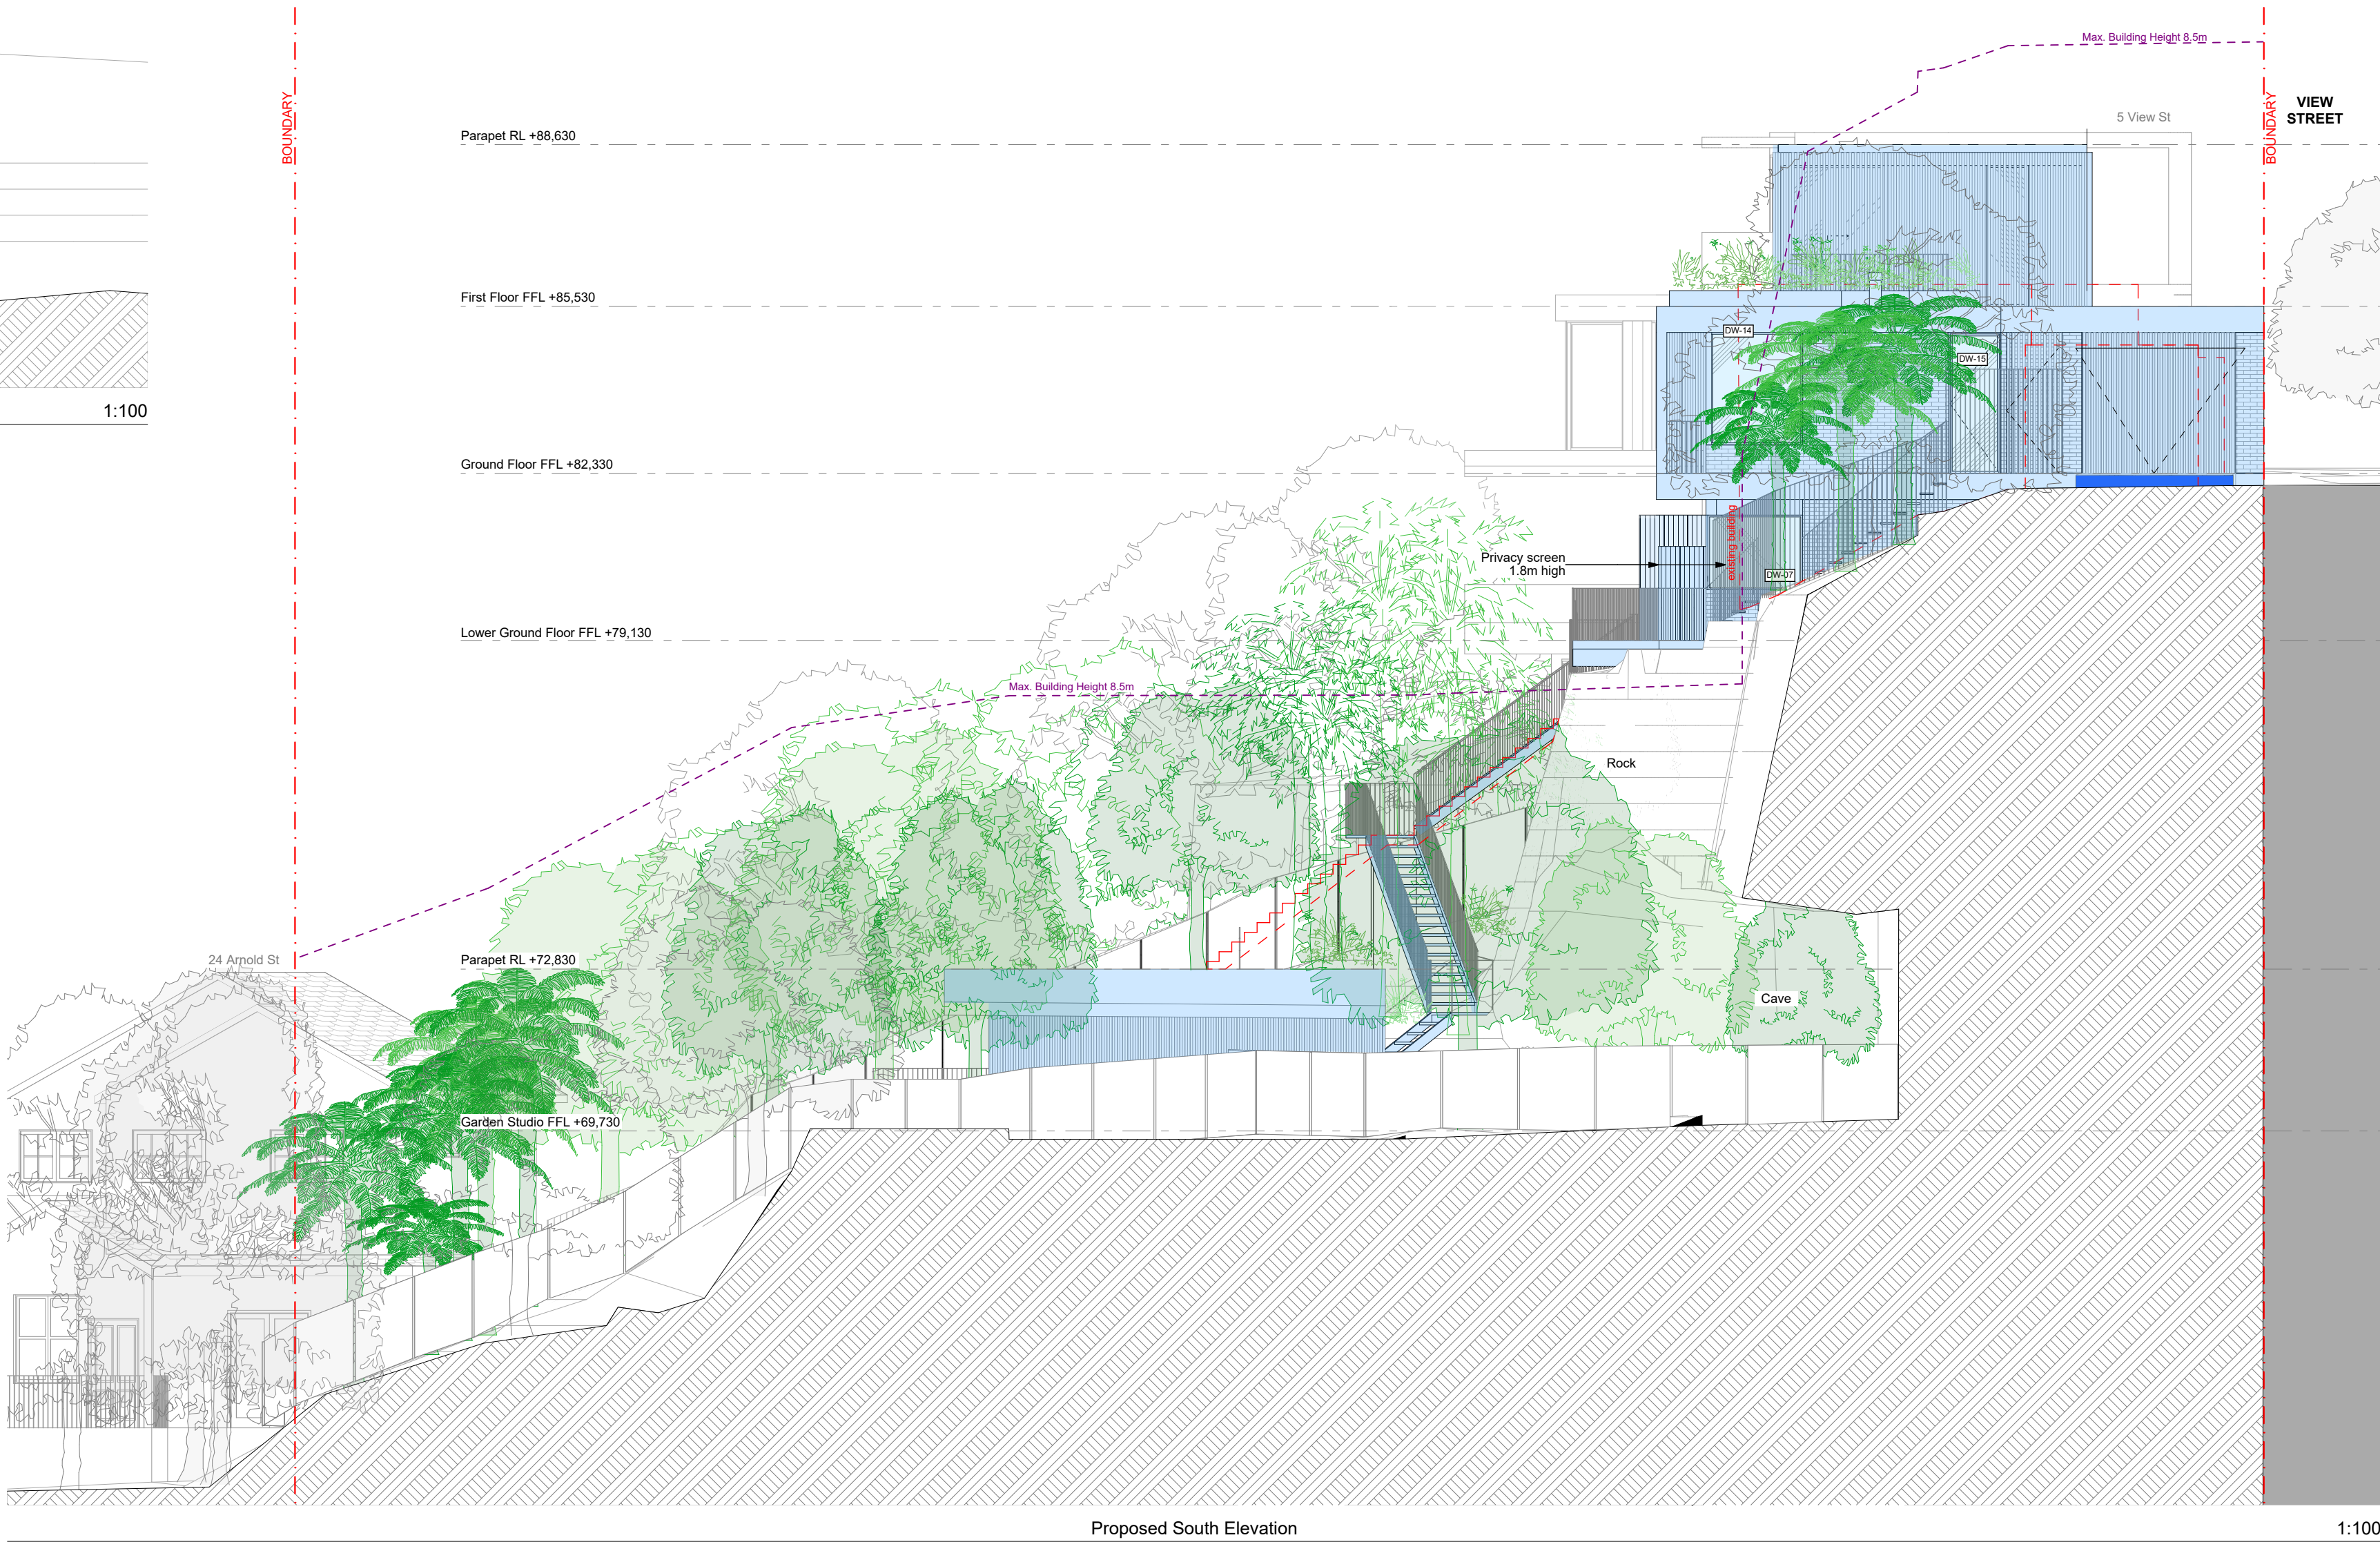 Max. Building Height 8.5m
BOUNDARY
BOUNDARY
VIEW
STREET
5 View St
Parapet RL +88,630
First Floor FFL +85,530
DW-14
DW-15
1:100
Ground Floor FFL +82,330
existing building
Privacy screen
1.8m high
DW-07
Lower Ground Floor FFL +79,130
Max. Building Height 8.5m
Rock
24 Arnold St
Parapet RL +72,830
Cave
Garden Studio FFL +69,730
Proposed South Elevation
1:100